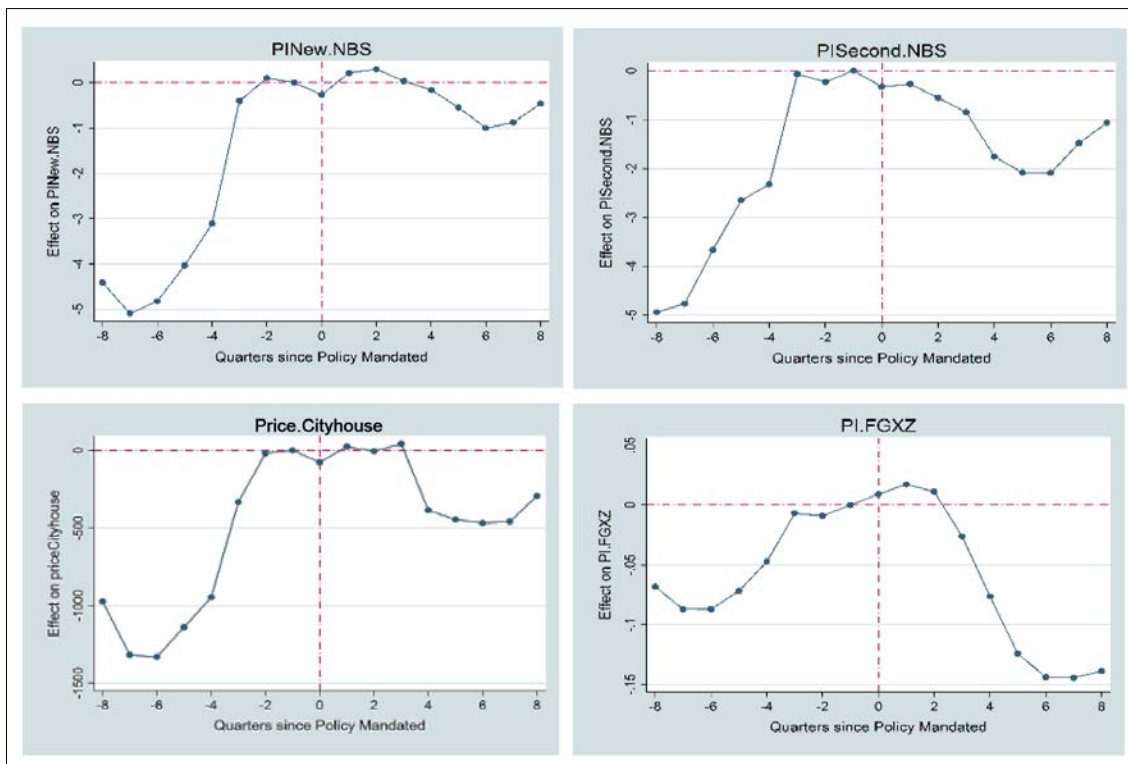 PINew.NBS
Effect on PINew.NBS
0
-1
-2
-3
-4
-5
-8 -6 -4 -2 0 2 4 6 8
Quarters since Policy Mandated
PISecond.NBS
Effect on PISecond.NBS
0
-1
-2
-3
-4
-5
-8 -6 -4 -2 0 2 4 6 8
Quarters since Policy Mandated
Price.Cityhouse
Effect on priceCityhouse
0
-5000
-1000
-1500
-8 -6 -4 -2 0 2 4 6 8
Quarters since Policy Mandated
PI.FGXZ
Effect on PI.FGXZ
.05
0
-.05
-.1
-.15
-8 -6 -4 -2 0 2 4 6 8
Quarters since Policy Mandated